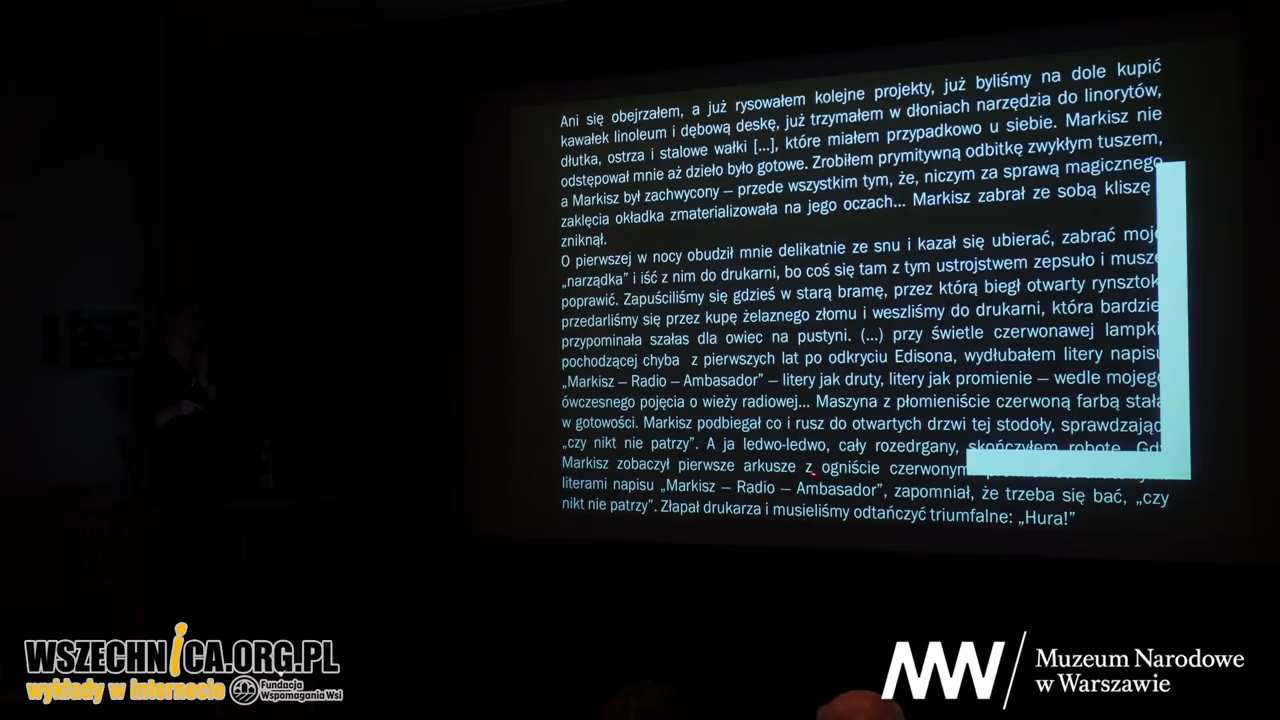 Ani się obejrzałem, a już rysowałem kolejne projekty, już byliśmy na dole kupić
kawałek linoleum i dębową deskę, już trzymałem w dłoniach narzędzia do linorytów,
dłutka, ostrza i stalowe wałki [...], które miałem przypadkowo u siebie. Markisz nie
odstępował mnie aż dzieło było gotowe. Zrobiłem prymitywną odbitkę zwykłym tuszem,
a Markisz był zachwycony – przede wszystkim tym, że, niczym za sprawą magicznego
zaklęcia okładka zmaterializowała na jego oczach... Markisz zabrał ze sobą kliszę
zniknął.
O pierwszej w nocy obudził mnie delikatnie ze snu i kazał się ubierać, zabrać moje
„narządka” i iść z nim do drukarni, bo coś się tam z tym ustrojstwem zepsuło i muszę
poprawić. Zapuściliśmy się gdzieś w starą bramę, przez którą biegł otwarty rynsztok
przedarliśmy się przez kupę żelaznego złomu i weszliśmy do drukarni, która bardzie
przypominała szałas dla owiec na pustyni. (...) przy świetle czerwonawej lampki
pochodzącej chyba z pierwszych lat po odkryciu Edisona, wydłubałem litery napisu
„Markisz – Radio – Ambasador” – litery jak druty, litery jak promienie – wedle mojego
ówczesnego pojęcia o wieży radiowej... Maszyna z płomieniście czerwoną farbą stała
w gotowości. Markisz podbiegał co i rusz do otwartych drzwi tej stodoły, sprawdzając
„czy nikt nie patrzy”. A ja ledwo-ledwo, cały rozedrgany, skończyłem robotę. Gdy
Markisz zobaczył pierwsze arkusze z ogniście czerwonym
literami napisu „Markisz – Radio – Ambasador”, zapomniał, że trzeba się bać, „czy
nikt nie patrzy”. Złapał drukarza i musieliśmy odtańczyć triumfalne: „Hura!”
WSZECHNICA.ORG.PL
wykłady w internecie
Fundacja
Wspomagania Wsi
MNW
Muzeum Narodowe
w Warszawie